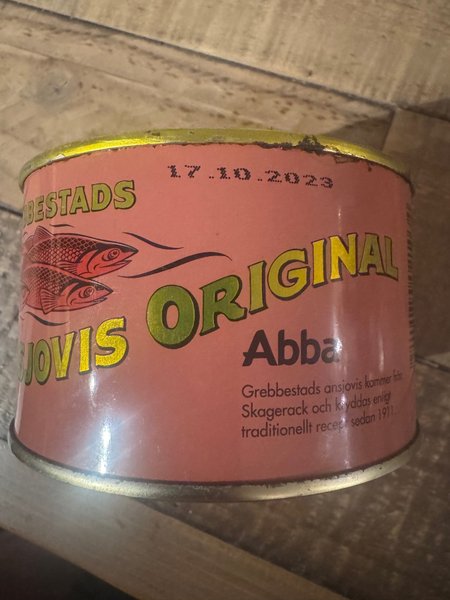 17.10.2023
BESTADS
JOVIS ORIGINAL
Abba
Grebbestads ansjovis kommer från
Skagerack och kryddas enligt
traditionellt recept sedan 1911.